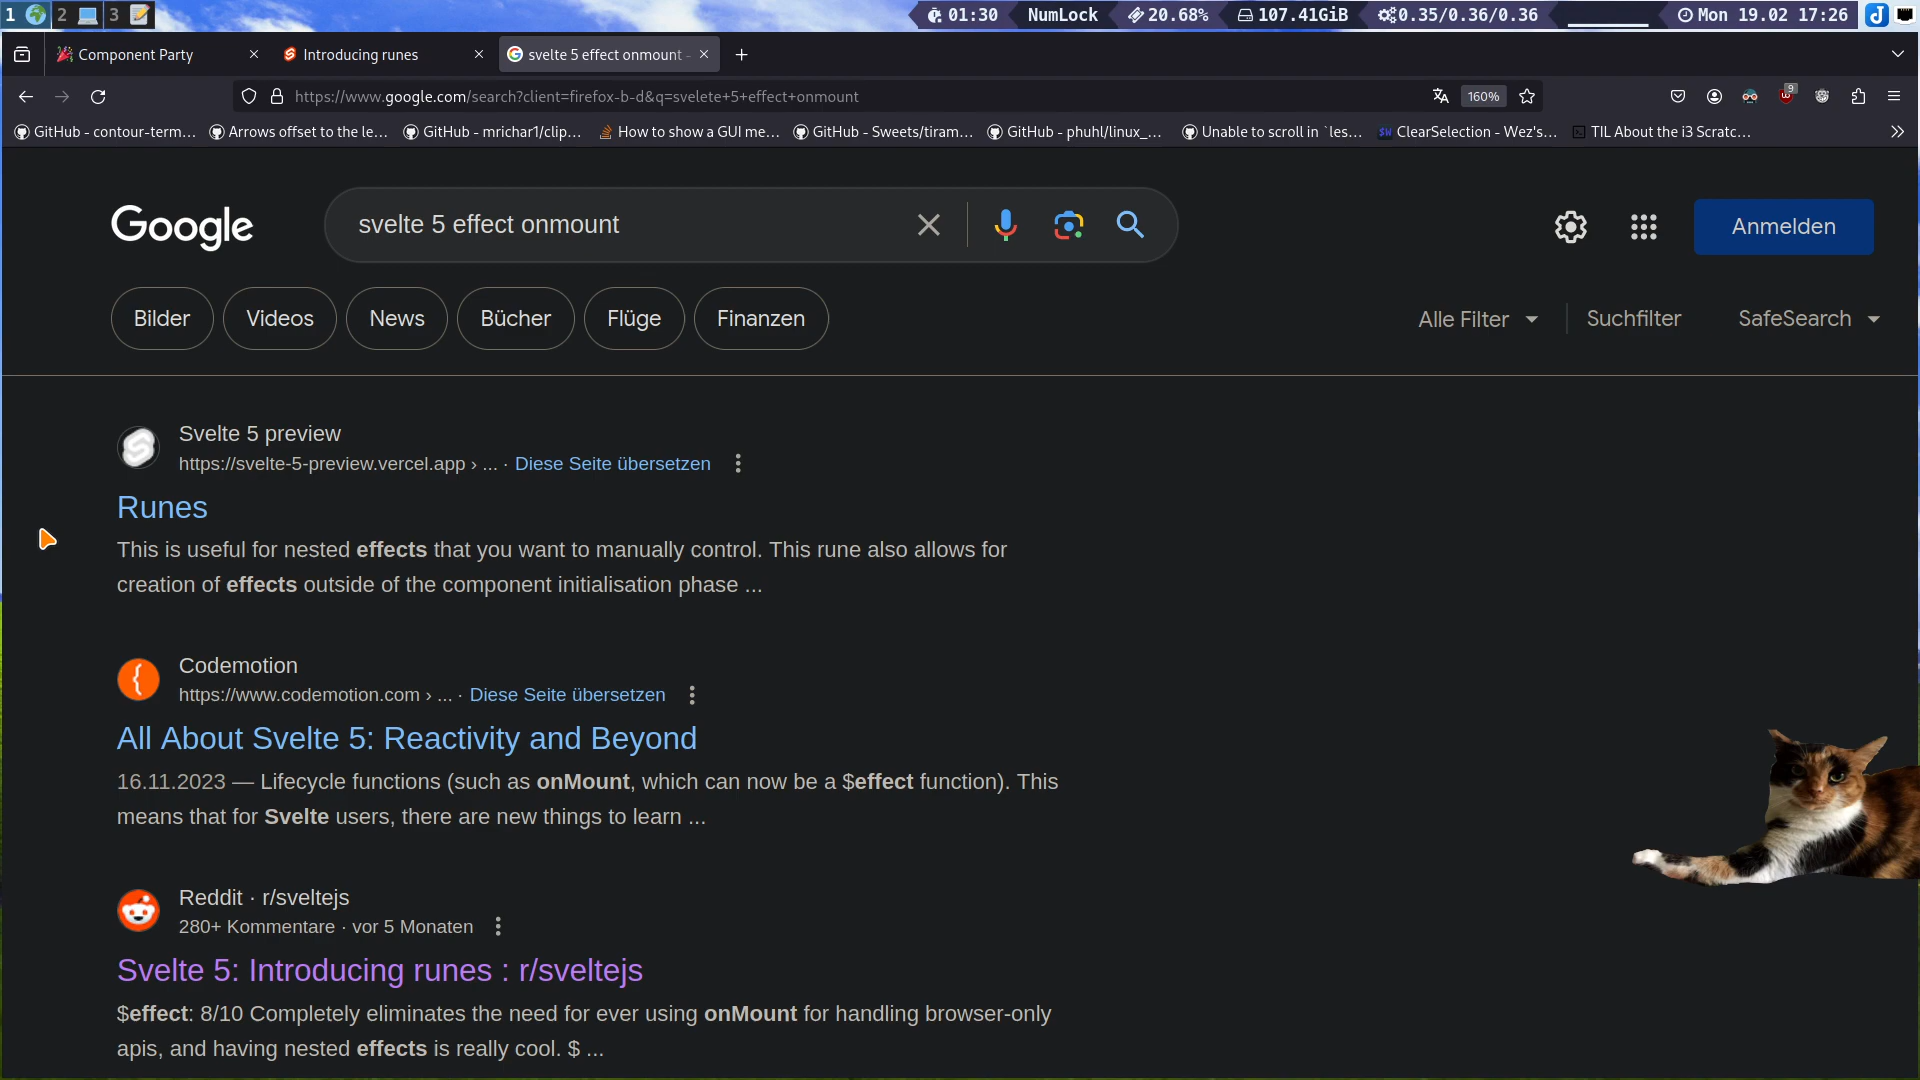 1 2 3 01:30 NumLock 20.68% 107.41GiB 0.35/0.36/0.36 Mon 19.02 17:26
Component Party Introducing runes svelte 5 effect onmount -
https://www.google.com/search?client=firefox-b-d&q=svelete+5+effect+onmount 160% 9
GitHub - contour-term... Arrows offset to the le... GitHub - mrichar1/clip... How to show a GUI me... GitHub - Sweets/tiram... GitHub - phuhl/linux_... Unable to scroll in `les... ClearSelection - Wez's... TIL About the i3 Scratc...
Google svelte 5 effect onmount Anmelden
Bilder Videos News Bücher Flüge Finanzen Alle Filter Suchfilter SafeSearch
Svelte 5 preview
https://svelte-5-preview.vercel.app › ... · Diese Seite übersetzen
Runes
This is useful for nested effects that you want to manually control. This rune also allows for
creation of effects outside of the component initialisation phase ...
Codemotion
https://www.codemotion.com › ... · Diese Seite übersetzen
All About Svelte 5: Reactivity and Beyond
16.11.2023 — Lifecycle functions (such as onMount, which can now be a $effect function). This
means that for Svelte users, there are new things to learn ...
Reddit · r/sveltejs
280+ Kommentare · vor 5 Monaten
Svelte 5: Introducing runes : r/sveltejs
$effect: 8/10 Completely eliminates the need for ever using onMount for handling browser-only
apis, and having nested effects is really cool. $ ...